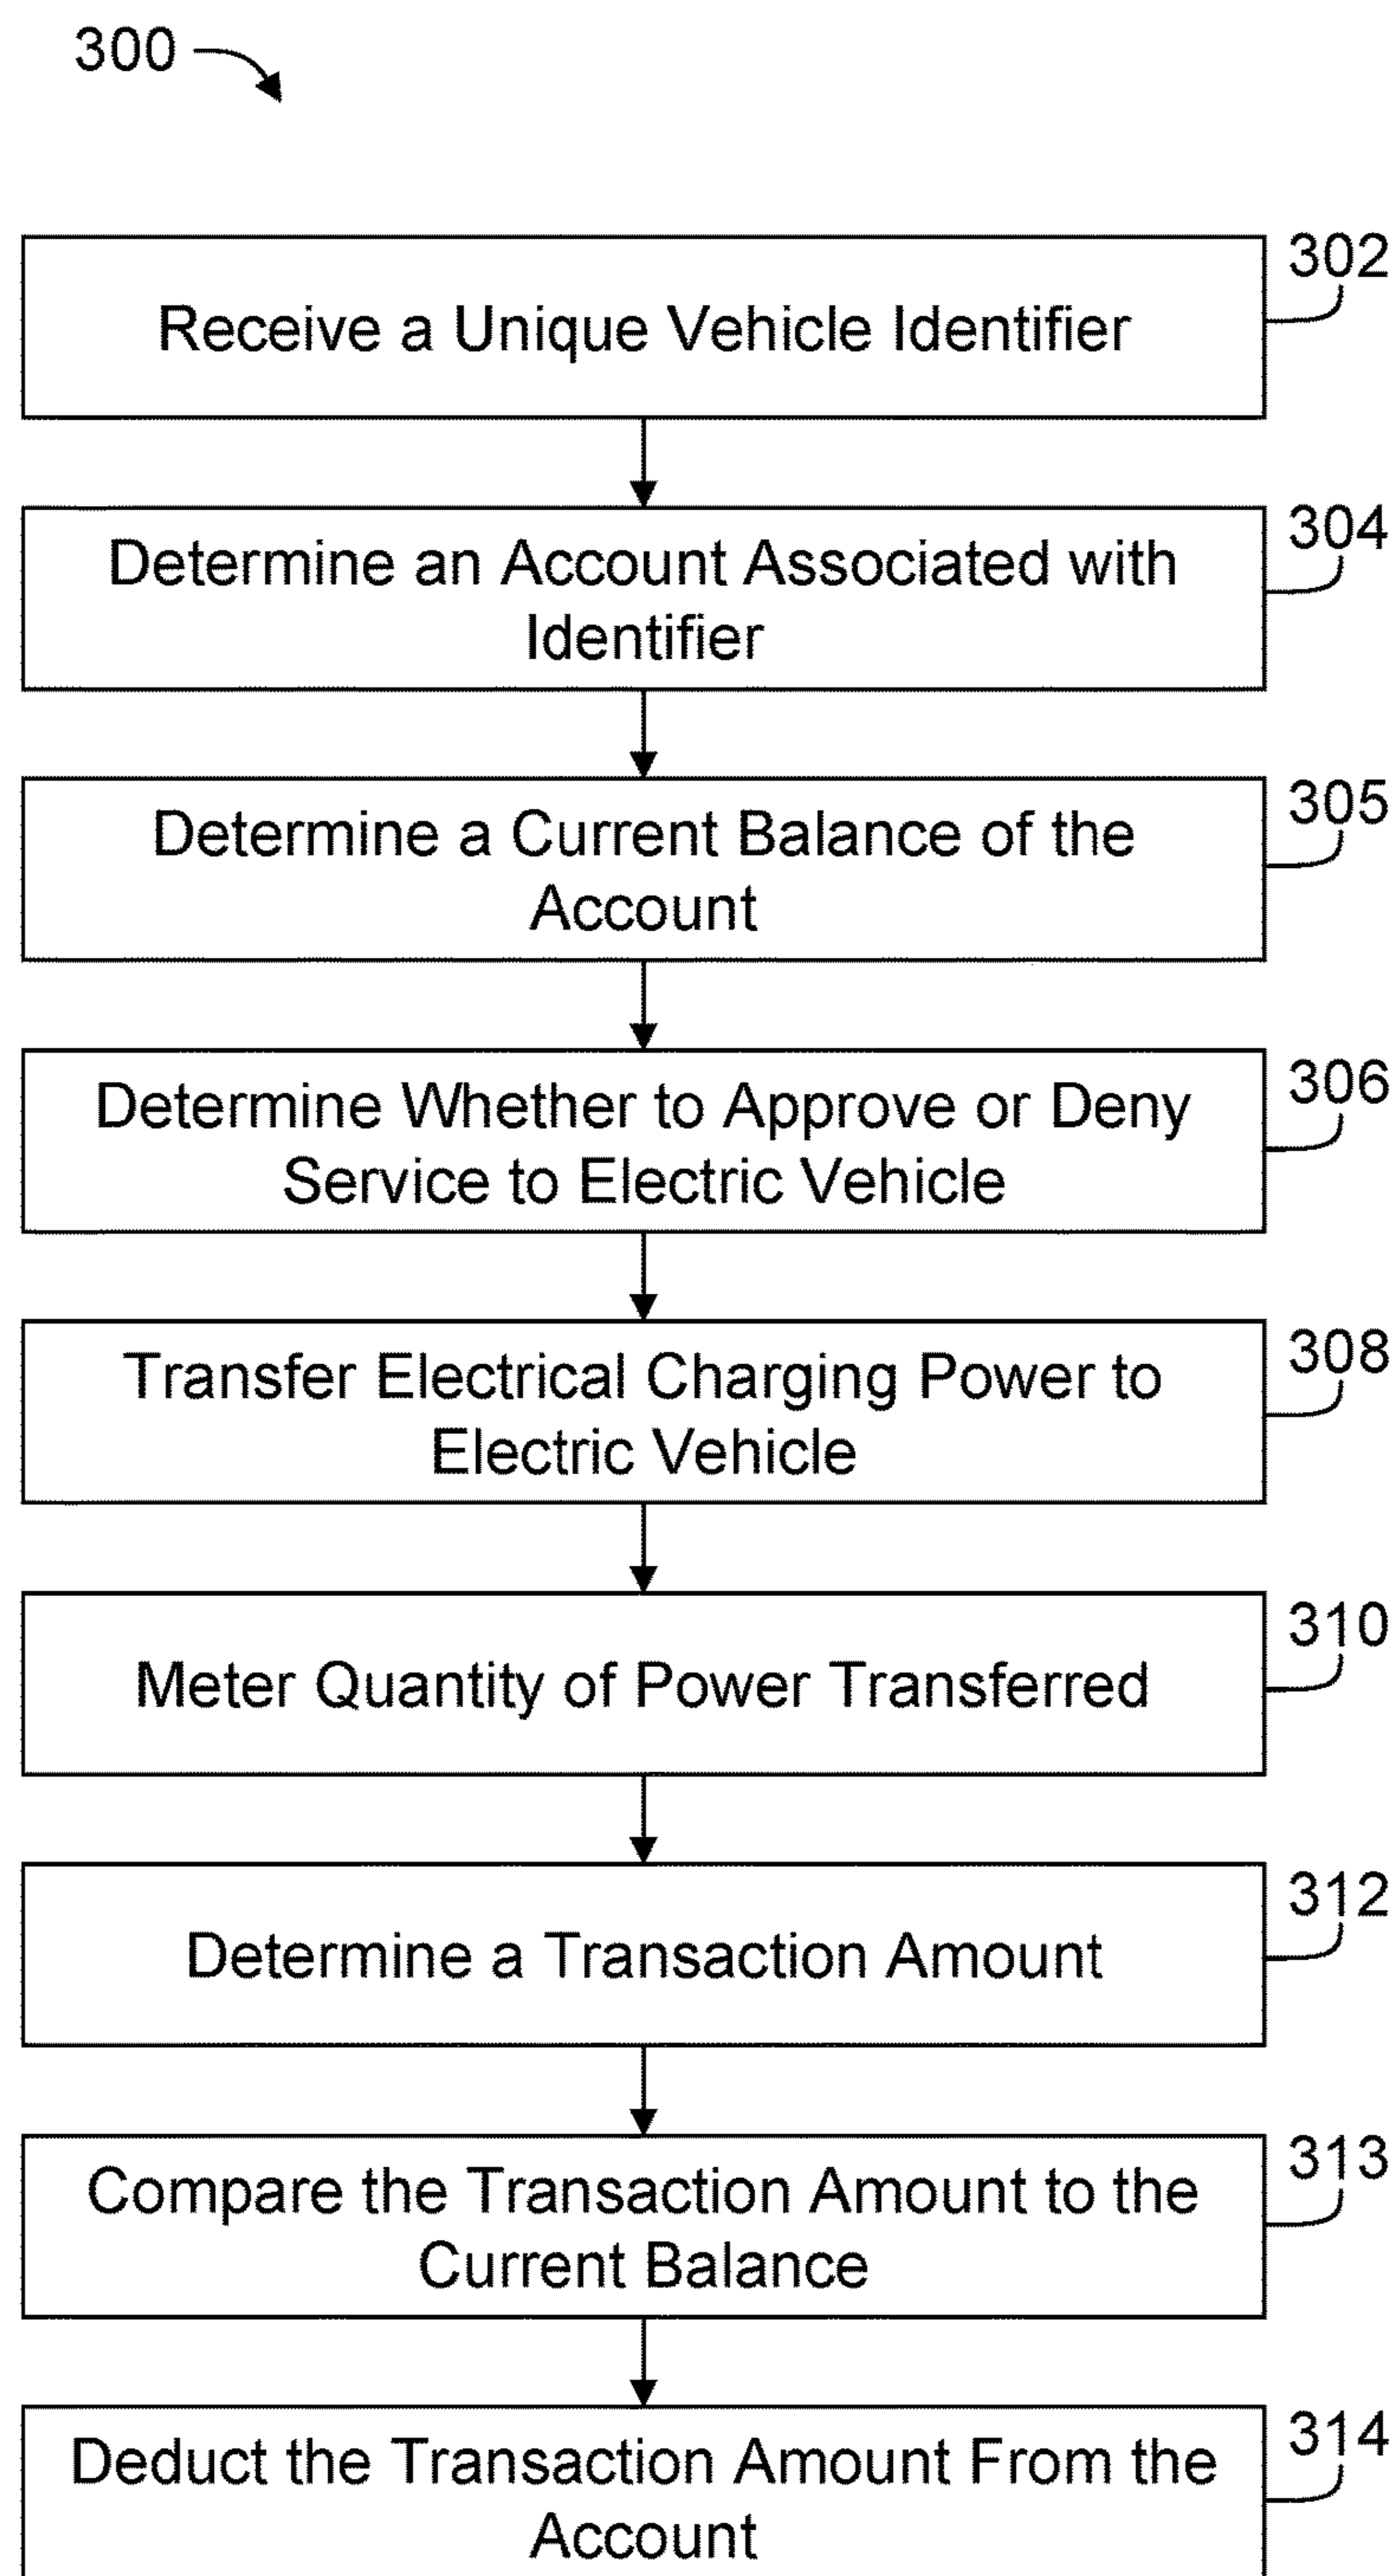 300
302
Receive a Unique Vehicle Identifier
304
Determine an Account Associated with
Identifier
305
Determine a Current Balance of the
Account
306
Determine Whether to Approve or Deny
Service to Electric Vehicle
308
Transfer Electrical Charging Power to
Electric Vehicle
310
Meter Quantity of Power Transferred
312
Determine a Transaction Amount
313
Compare the Transaction Amount to the
Current Balance
314
Deduct the Transaction Amount From the
Account